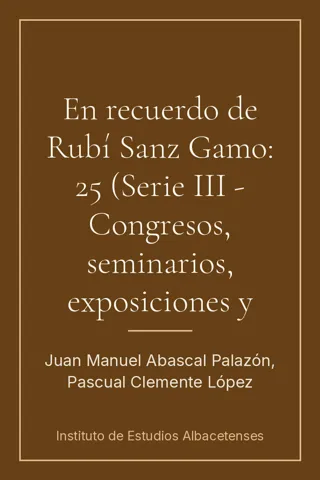 En recuerdo de
Rubí Sanz Gamo:
25 (Serie III -
Congresos,
seminarios,
exposiciones y
Juan Manuel Abascal Palazón,
Pascual Clemente López
Instituto de Estudios Albacetenses